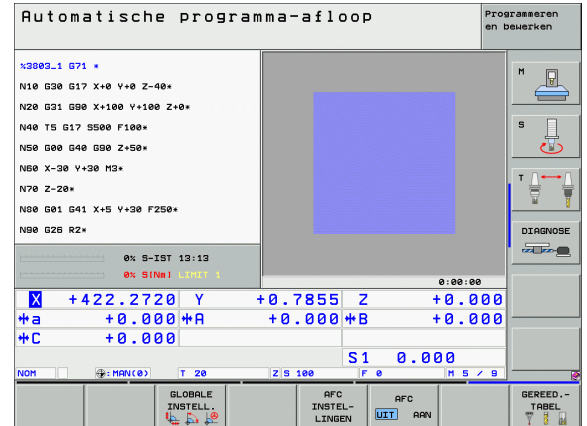 Automatische programma-afloop
Programmeren
en bewerken
%3803_1 G71 *
N10 G30 G17 X+0 Y+0 Z-40*
N20 G31 G90 X+100 Y+100 Z+0*
N40 T5 G17 S500 F100*
N50 G00 G40 G90 Z+50*
N60 X-30 Y+30 M3*
N70 Z-20*
N80 G01 G41 X+5 Y+30 F250*
N90 G26 R2*
0% S-IST 13:13
0% S[Nm] LIMIT 1
0:00:00
M
S
T
DIAGNOSE
X +422.2720 Y +0.7855 Z +0.000
a +0.000 A +0.000 B +0.000
C +0.000
S1 0.000
NOM MAN(0) T 20 Z S 100 F 0 M 5 / 9
GLOBALE
INSTELL.
AFC
INSTEL-
LINGEN
AFC
UIT AAN
GEREED.-
TABEL